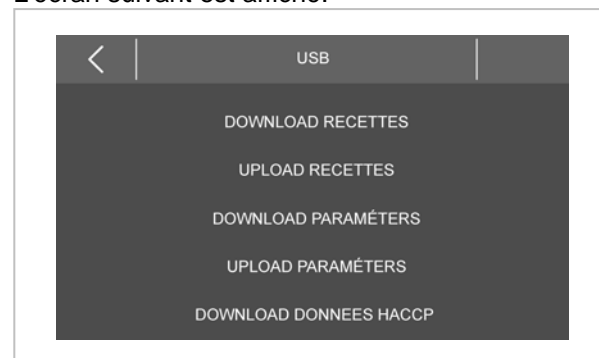 L'écran suivant est affiché:
USB
DOWNLOAD RECETTES
UPLOAD RECETTES
DOWNLOAD PARAMÉTERS
UPLOAD PARAMÉTERS
DOWNLOAD DONNEES HACCP